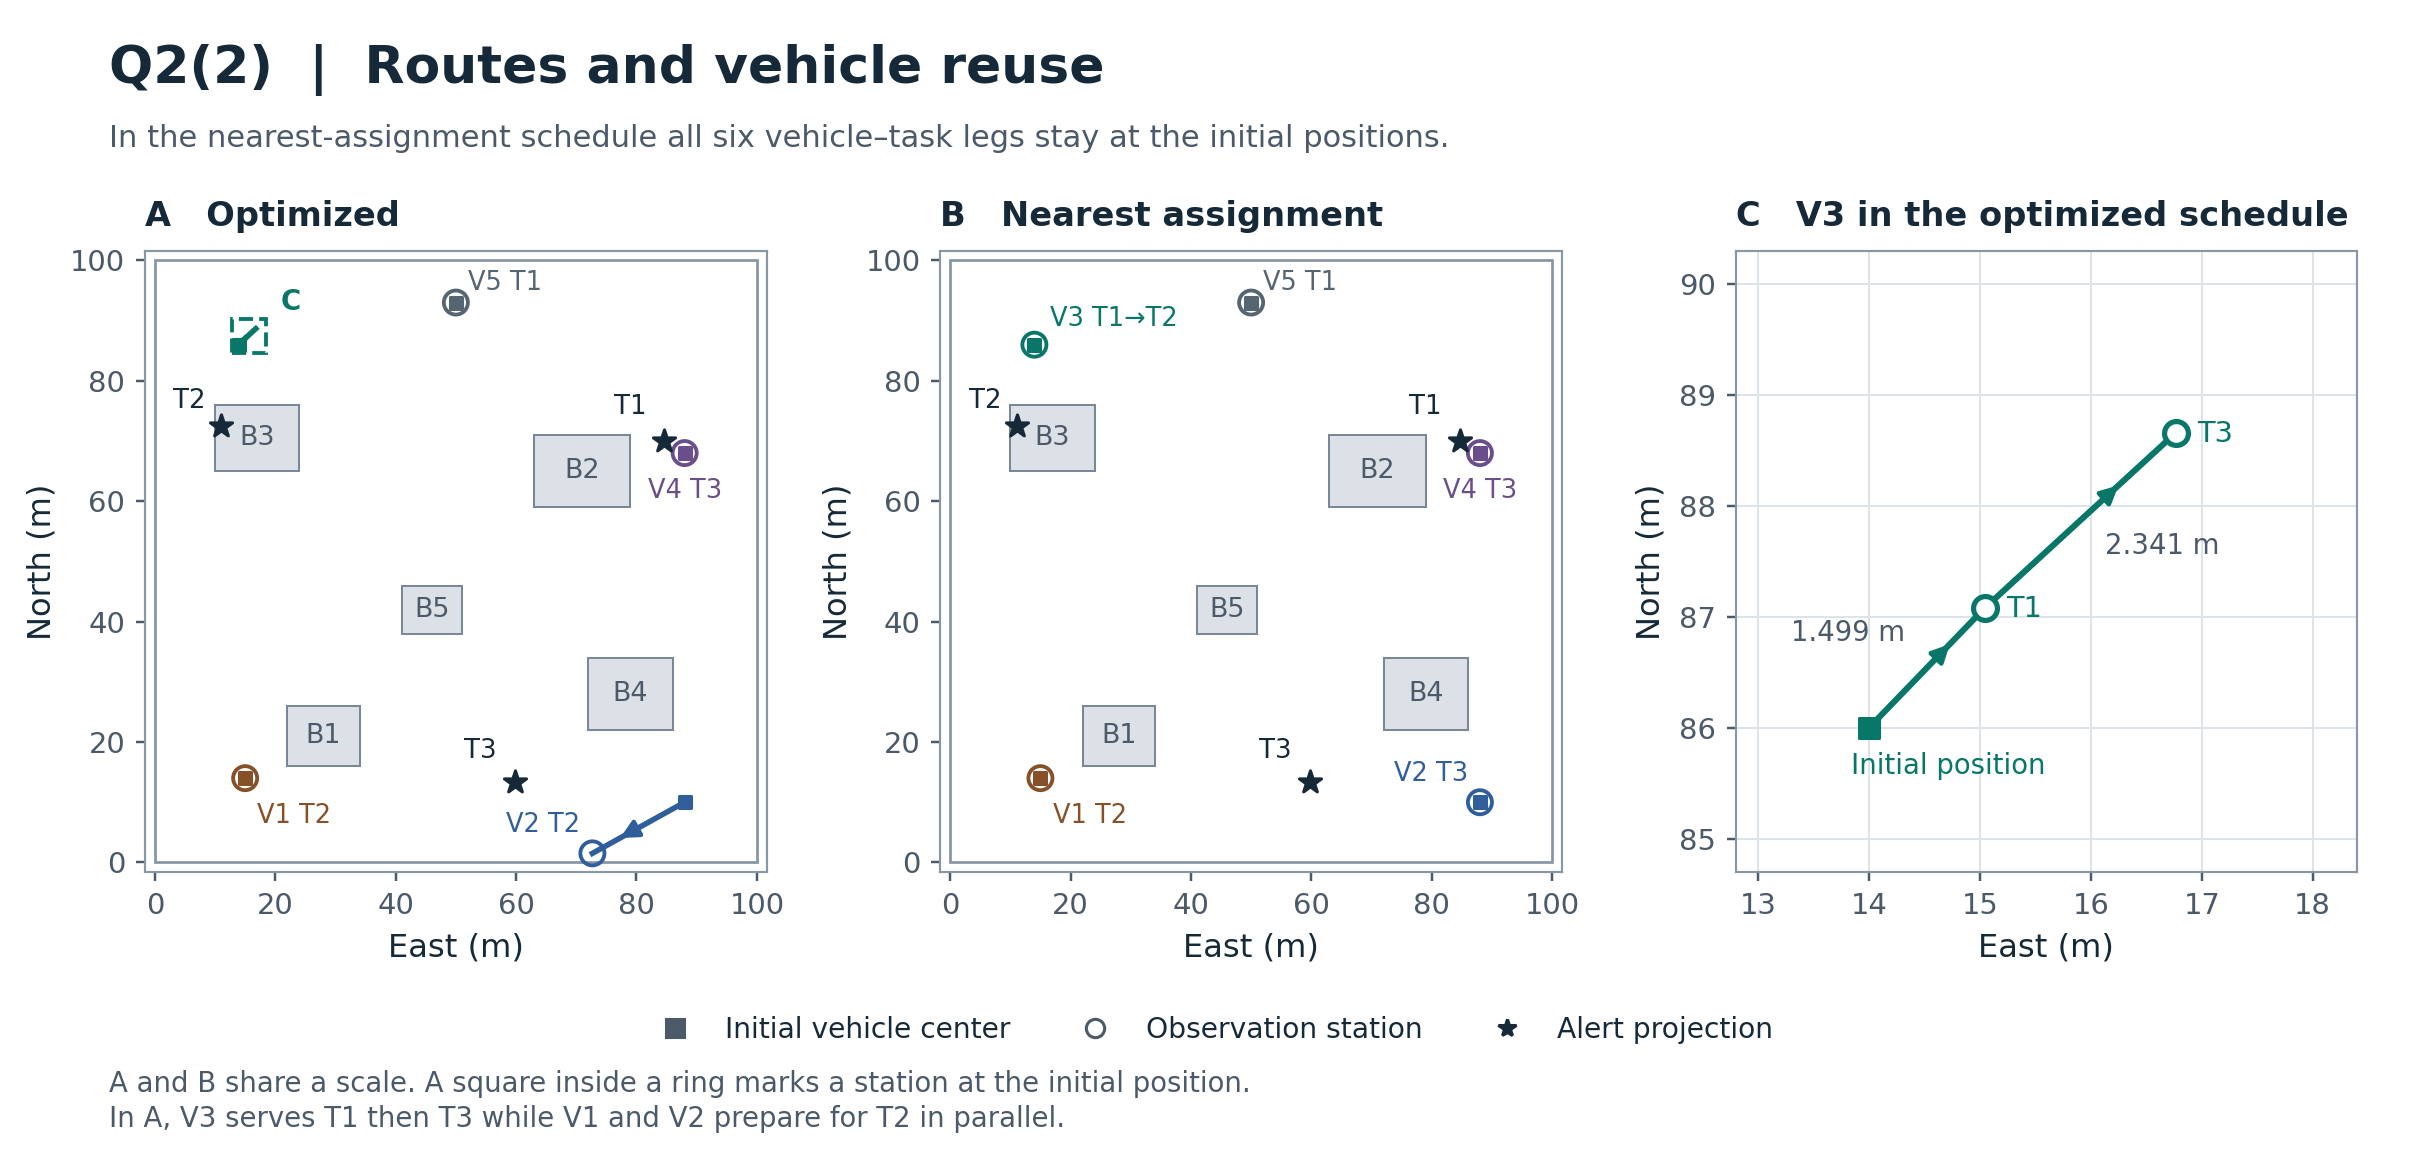 Q2(2) | Routes and vehicle reuse
In the nearest-assignment schedule all six vehicle–task legs stay at the initial positions.
A Optimized
100
80
60
40
20
0
North (m)
0 20 40 60 80 100
East (m)
C
V5 T1
T2
B3
T1
B2
V4 T3
B5
B4
B1
T3
V1 T2
V2 T2
B Nearest assignment
100
80
60
40
20
0
North (m)
0 20 40 60 80 100
East (m)
V5 T1
V3 T1→T2
T2
B3
T1
B2
V4 T3
B5
B4
B1
T3
V2 T3
V1 T2
C V3 in the optimized schedule
90
89
88
87
86
85
North (m)
13 14 15 16 17 18
East (m)
T3
2.341 m
T1
1.499 m
Initial position
Initial vehicle center
Observation station
Alert projection
A and B share a scale. A square inside a ring marks a station at the initial position.
In A, V3 serves T1 then T3 while V1 and V2 prepare for T2 in parallel.